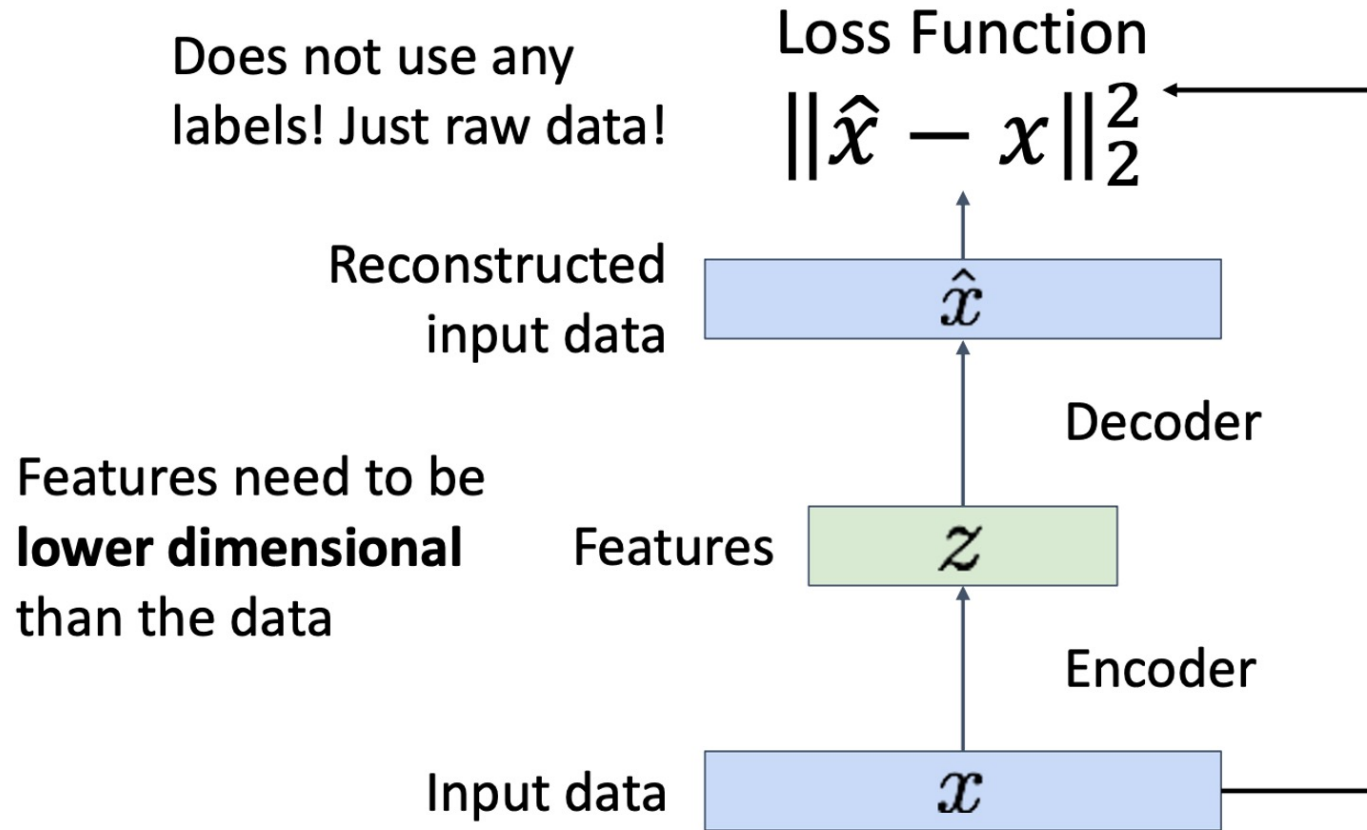 Does not use any
labels! Just raw data!
Loss Function
‖x̂ − x‖₂²
Reconstructed
input data
x̂
Decoder
Features need to be
lower dimensional
than the data
Features
z
Encoder
Input data
x